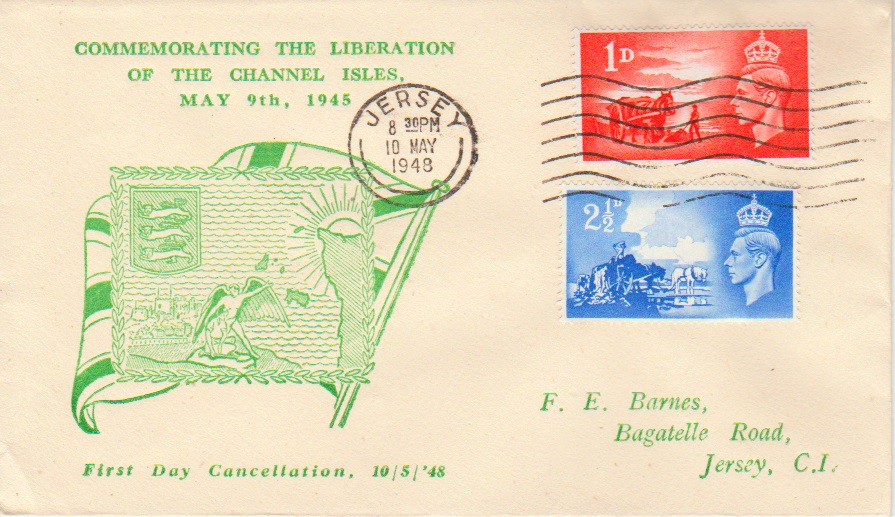 COMMEMORATING THE LIBERATION
OF THE CHANNEL ISLES,
MAY 9th, 1945
JERSEY
8 30PM
10 MAY
1948
1D
2½D
F. E. Barnes,
Bagatelle Road,
Jersey, C.I.
First Day Cancellation, 10/5/'48